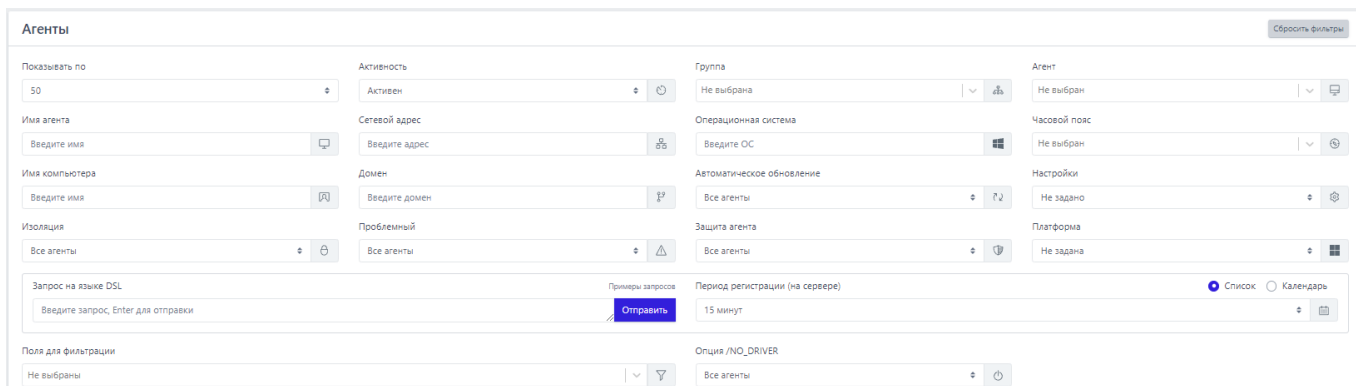 Агенты
Сбросить фильтры
Показывать по
Активность
Группа
Агент
50
Активен
Не выбрана
Не выбран
Имя агента
Сетевой адрес
Операционная система
Часовой пояс
Введите имя
Введите адрес
Введите ОС
Не выбран
Имя компьютера
Домен
Автоматическое обновление
Настройки
Введите имя
Введите домен
Все агенты
Не задано
Изоляция
Проблемный
Защита агента
Платформа
Все агенты
Все агенты
Все агенты
Не задана
Запрос на языке DSL
Примеры запросов
Период регистрации (на сервере)
Список
Календарь
Введите запрос, Enter для отправки
Отправить
15 минут
Поля для фильтрации
Опция /NO_DRIVER
Не выбраны
Все агенты